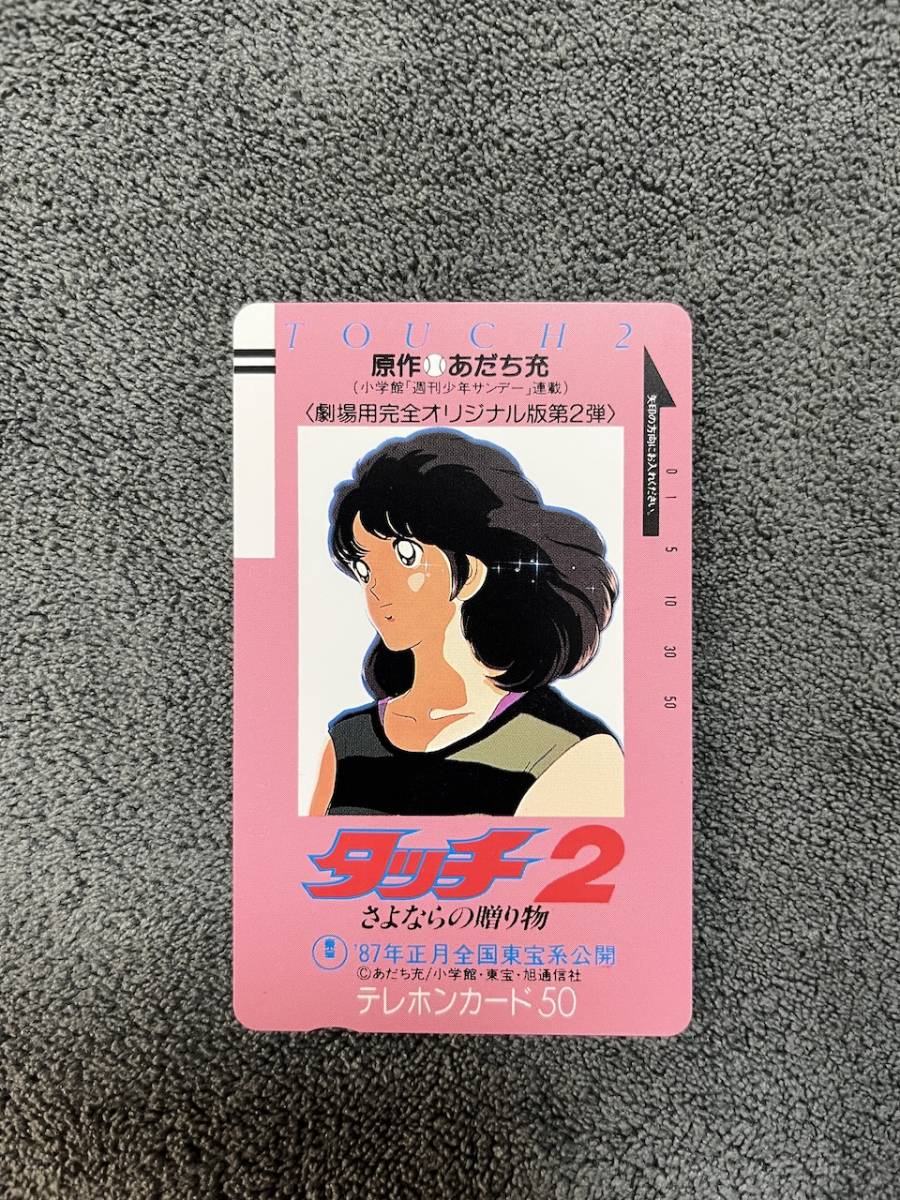 TOUCH 2
原作 あだち充
(小学館「週刊少年サンデー」連載)
〈劇場用完全オリジナル版第2弾〉
矢印の方向にお入れください。
0 1 5 10 30 50
タッチ2
さよならの贈り物
'87年正月全国東宝系公開
©あだち充/小学館・東宝・旭通信社
テレホンカード50